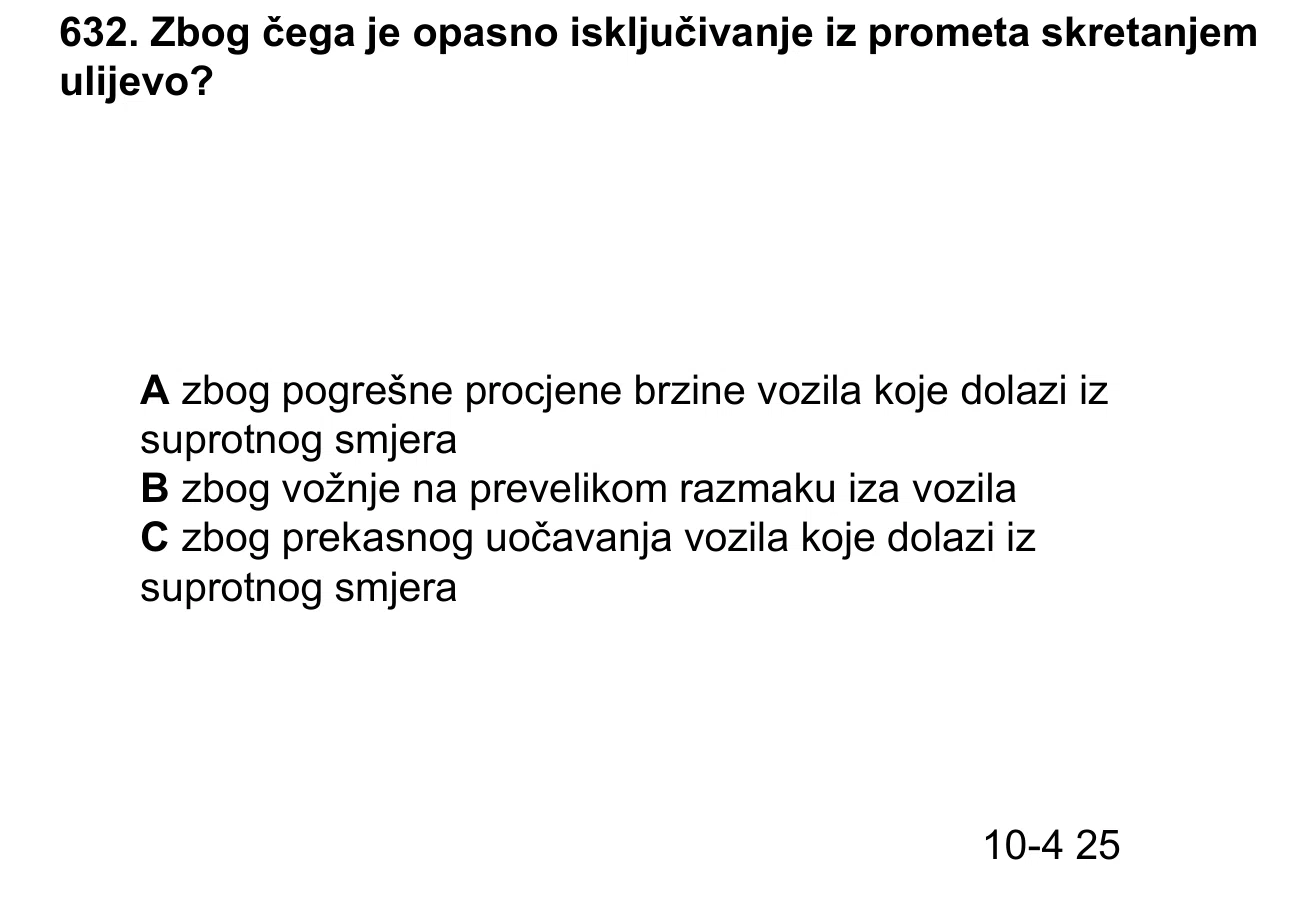 632. Zbog čega je opasno isključivanje iz prometa skretanjem
ulijevo?
A zbog pogrešne procjene brzine vozila koje dolazi iz
suprotnog smjera
B zbog vožnje na prevelikom razmaku iza vozila
C zbog prekasnog uočavanja vozila koje dolazi iz
suprotnog smjera
10-4 25